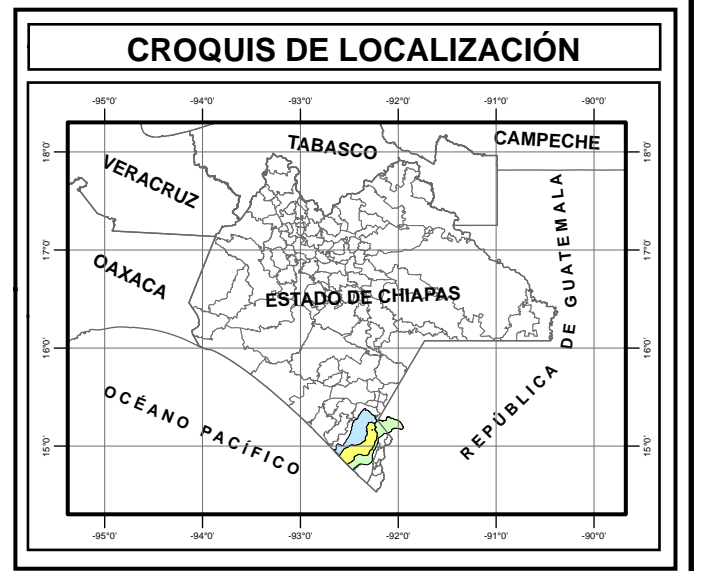 CROQUIS DE LOCALIZACIÓN
-95°0' -94°0' -93°0' -92°0' -91°0' -90°0'
TABASCO
CAMPECHE
VERACRUZ
18°0' 18°0'
OAXACA
17°0' 17°0'
ESTADO DE CHIAPAS
REPÚBLICA DE GUATEMALA
16°0' 16°0'
OCÉANO PACíFICO
15°0' 15°0'
-95°0' -94°0' -93°0' -92°0' -91°0' -90°0'